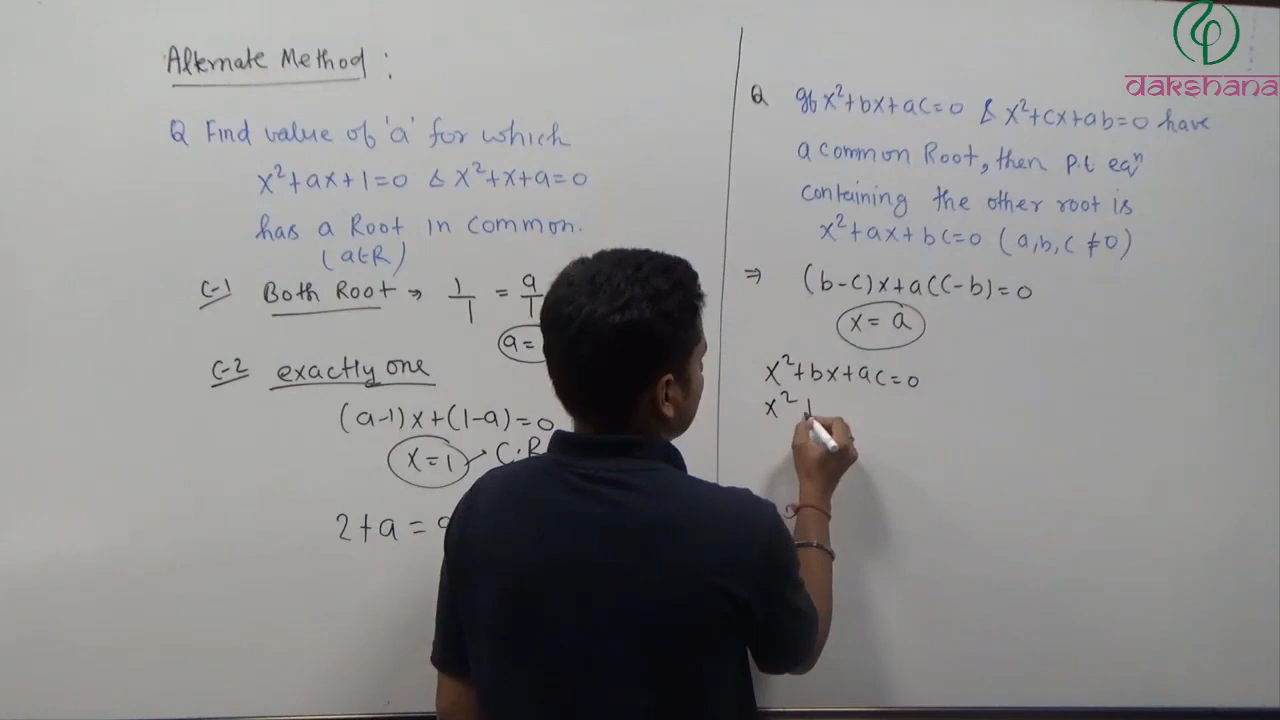 Alternate Method :
Q Find value of 'a' for which
x²+ax+1=0 & x²+x+a=0
has a Root in common.
(a∈R)
C-1 Both Root → 1/1 = a/1
a=
C-2 exactly one
(a-1)x+(1-a)=0
x=1 → C.R
2+a=
dakshana
Q If x²+bx+ac=0 & x²+cx+ab=0 have
a common Root, then P.t eqⁿ
containing the other root is
x²+ax+bc=0 (a,b,c ≠0)
⇒ (b-c)x+a(c-b)=0
x= a
x²+bx+ac=0
x²